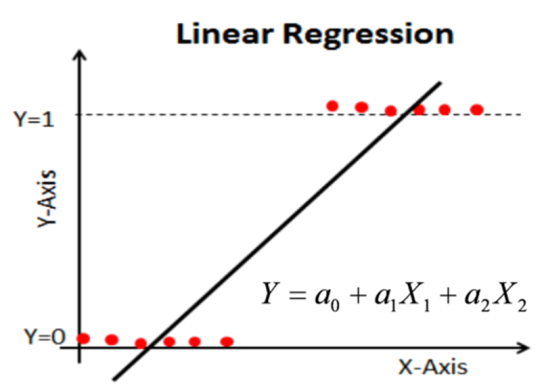 Linear Regression
Y=1
Y-Axis
Y = a₀ + a₁X₁ + a₂X₂
Y=0
X-Axis